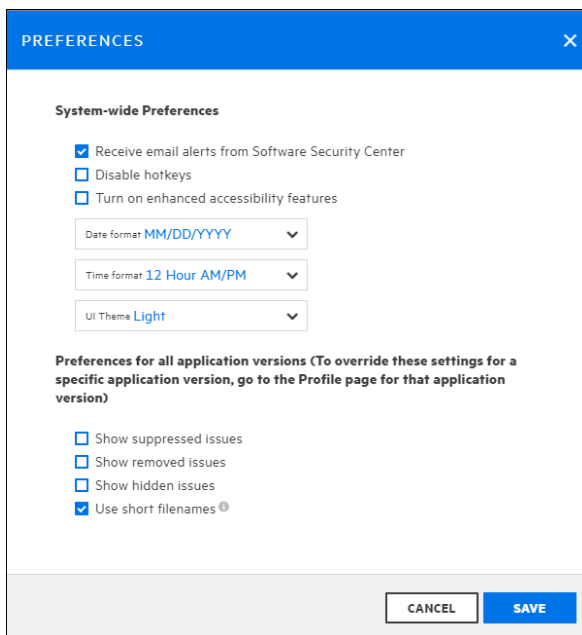 PREFERENCES
System-wide Preferences
Receive email alerts from Software Security Center
Disable hotkeys
Turn on enhanced accessibility features
Date format MM/DD/YYYY
Time format 12 Hour AM/PM
UI Theme Light
Preferences for all application versions (To override these settings for a
specific application version, go to the Profile page for that application
version)
Show suppressed issues
Show removed issues
Show hidden issues
Use short filenames
CANCEL SAVE